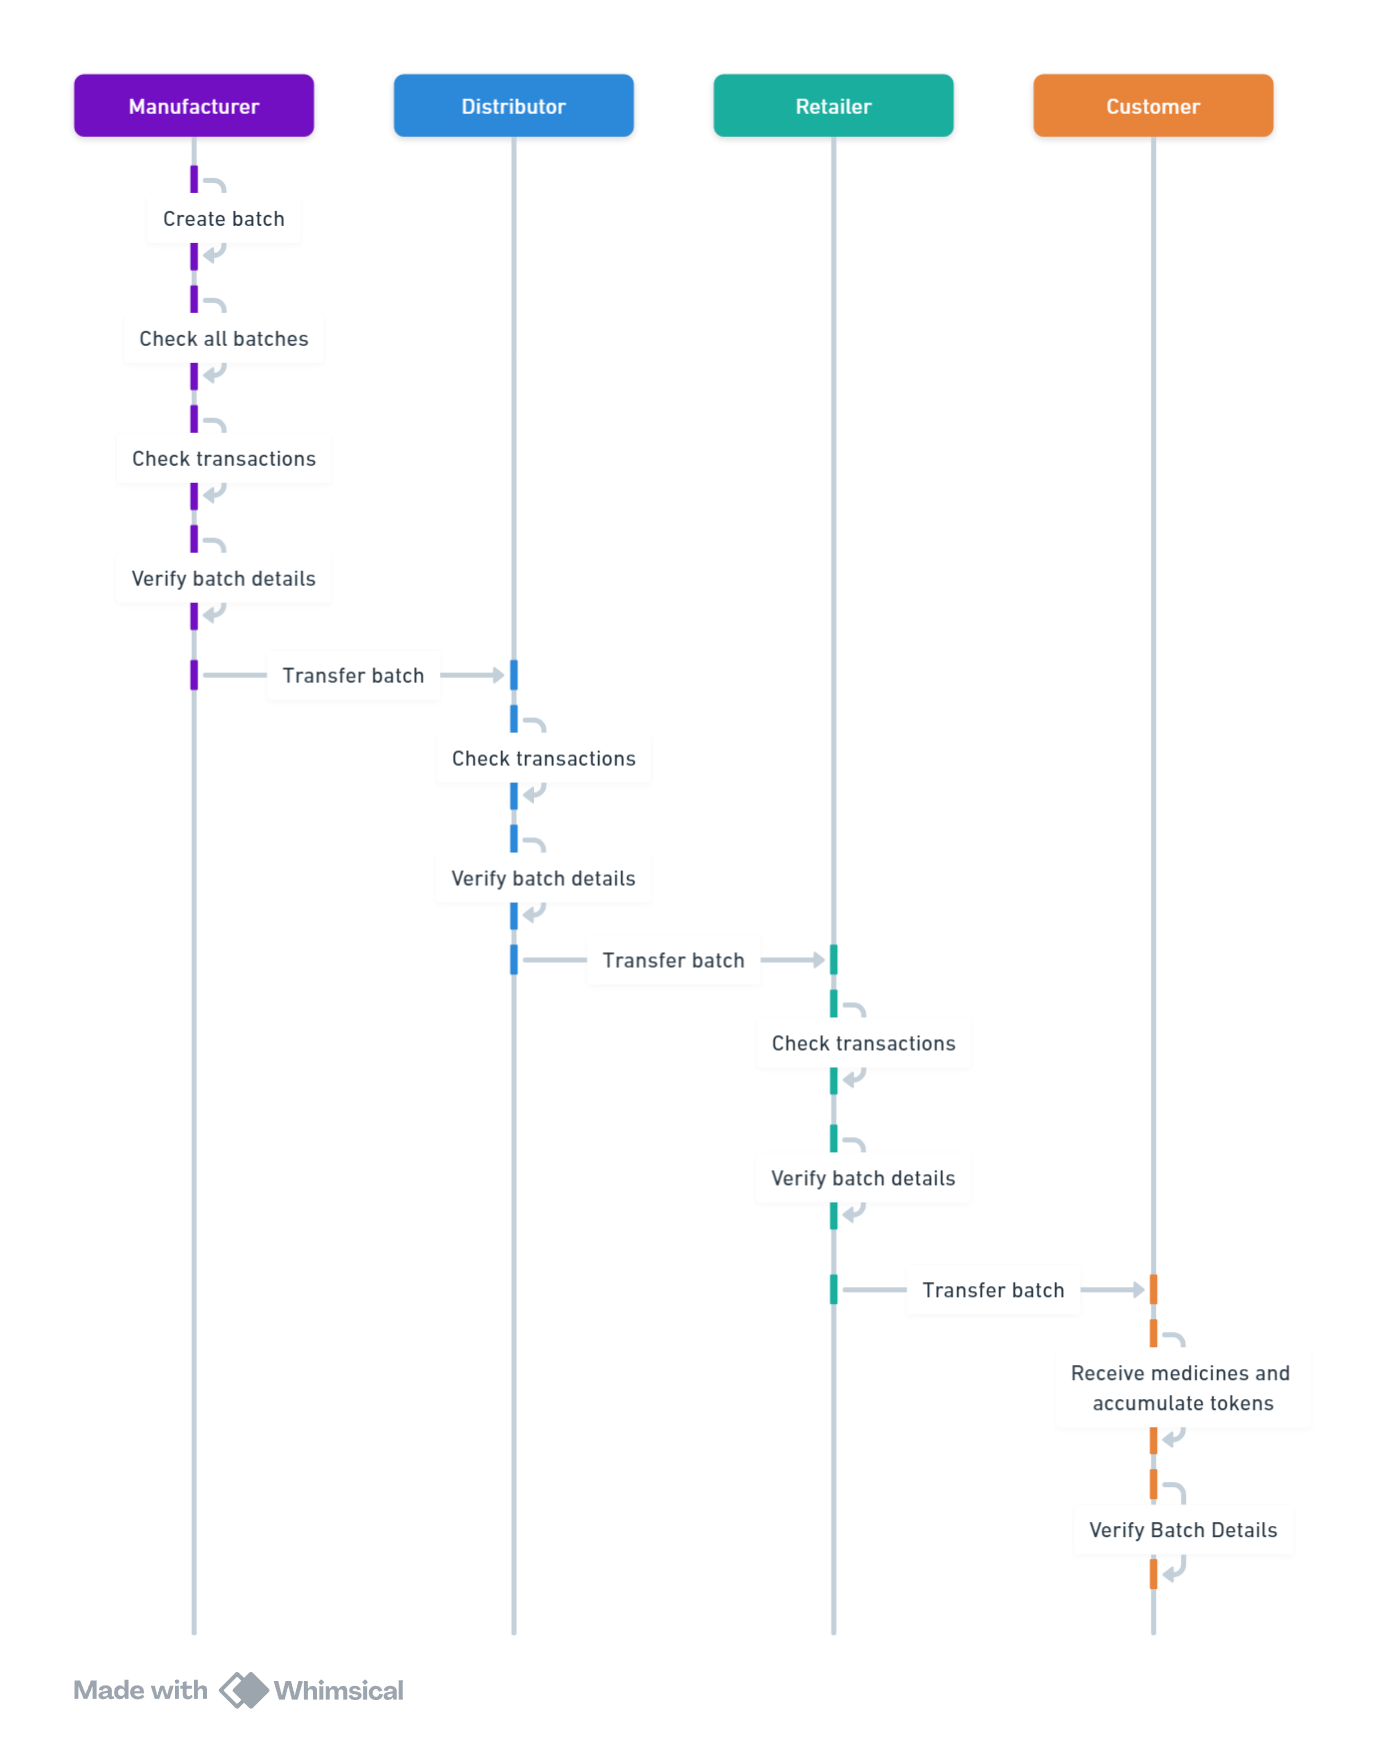 Manufacturer
Distributor
Retailer
Customer
Create batch
Check all batches
Check transactions
Verify batch details
Transfer batch
Check transactions
Verify batch details
Transfer batch
Check transactions
Verify batch details
Transfer batch
Receive medicines and
accumulate tokens
Verify Batch Details
Made with Whimsical